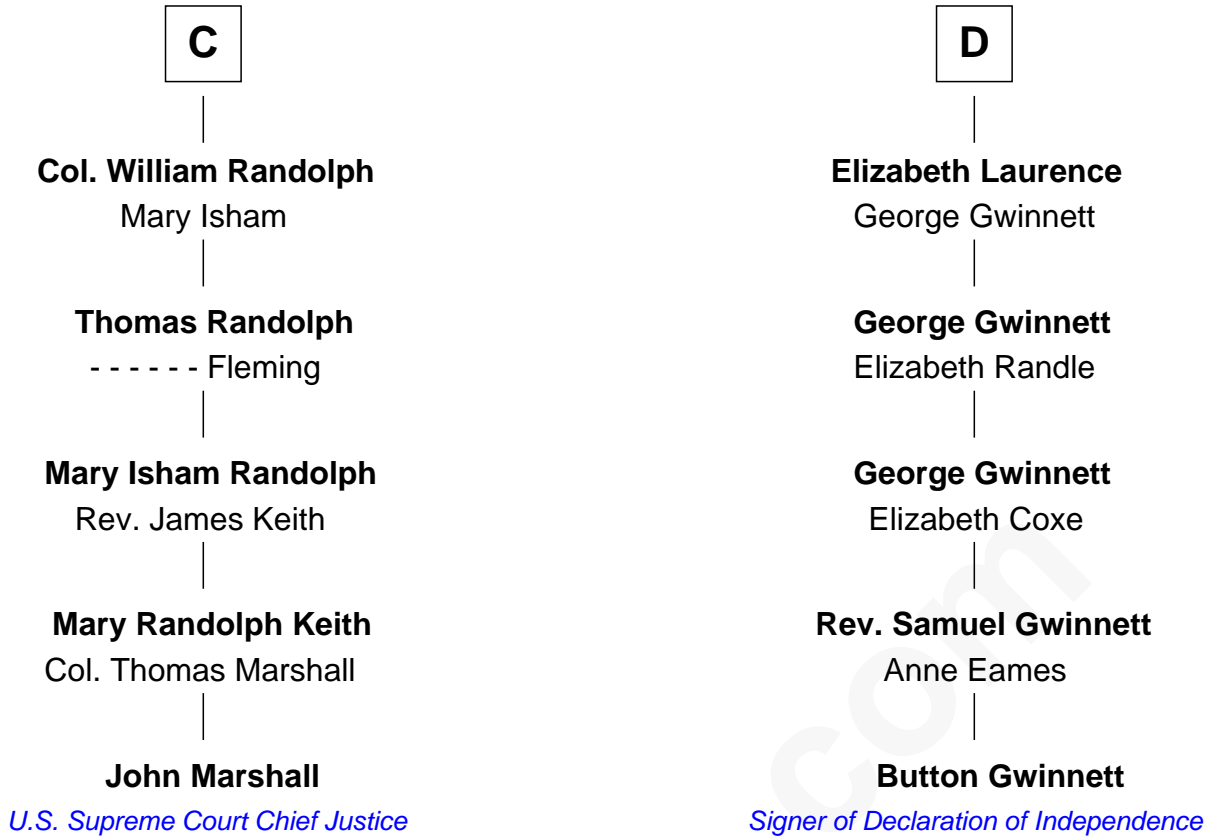 C
Col. William Randolph
Mary Isham
Thomas Randolph
- - - - - - Fleming
Mary Isham Randolph
Rev. James Keith
Mary Randolph Keith
Col. Thomas Marshall
John Marshall
U.S. Supreme Court Chief Justice
D
Elizabeth Laurence
George Gwinnett
George Gwinnett
Elizabeth Randle
George Gwinnett
Elizabeth Coxe
Rev. Samuel Gwinnett
Anne Eames
Button Gwinnett
Signer of Declaration of Independence
com